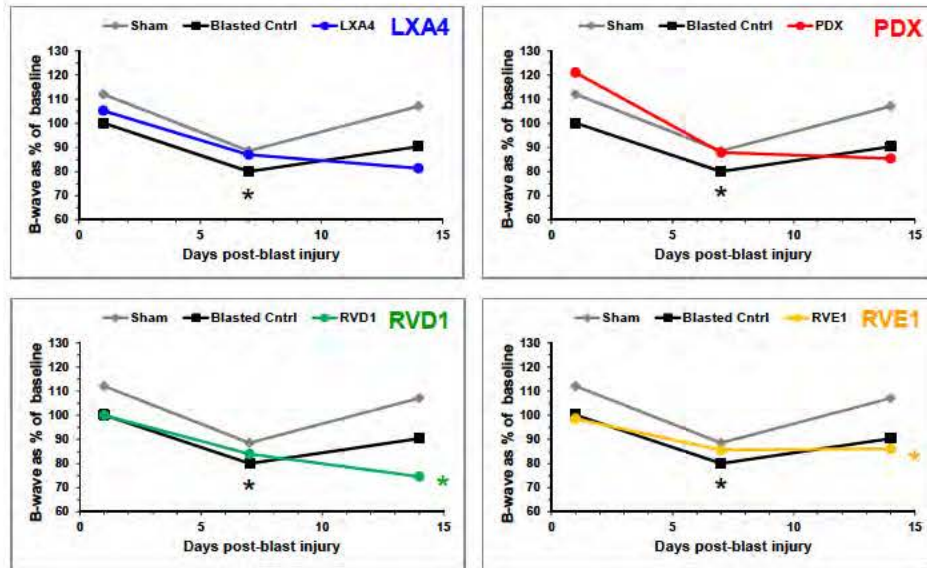 Sham Blasted Cntrl LXA4 LXA4
B-wave as % of baseline
130
120
110
100
90
80
70
60
*
0 5 10 15
Days post-blast injury
Sham Blasted Cntrl PDX PDX
B-wave as % of baseline
130
120
110
100
90
80
70
60
*
0 5 10 15
Days post-blast injury
Sham Blasted Cntrl RVD1 RVD1
B-wave as % of baseline
130
120
110
100
90
80
70
60
*
*
0 5 10 15
Days post-blast injury
Sham Blasted Cntrl RVE1 RVE1
B-wave as % of baseline
130
120
110
100
90
80
70
60
*
*
0 5 10 15
Days post-blast injury